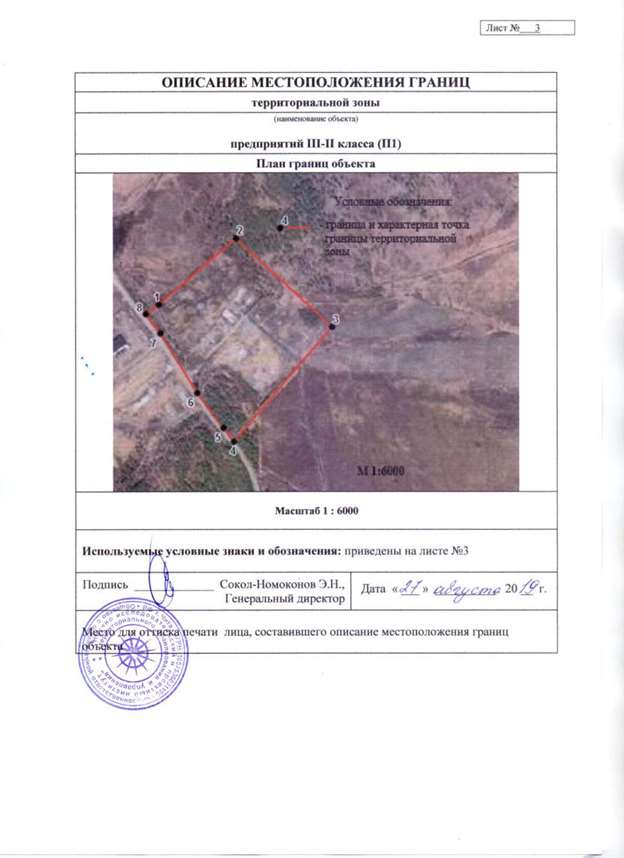 Лист № 3
ОПИСАНИЕ МЕСТОПОЛОЖЕНИЯ ГРАНИЦ
территориальной зоны
(наименование объекта)
предприятий III-II класса (П1)
План границ объекта
Условные обозначения:
4
- граница и характерная точка
границы территориальной
зоны
2
1
8
3
7
6
5
4
М 1:6000
Масштаб 1 : 6000
Используемые условные знаки и обозначения: приведены на листе №3
Подпись Сокол-Номоконов Э.Н.,
Генеральный директор
Дата «27» августа 2019 г.
Место для оттиска печати лица, составившего описание местоположения границ
объекта